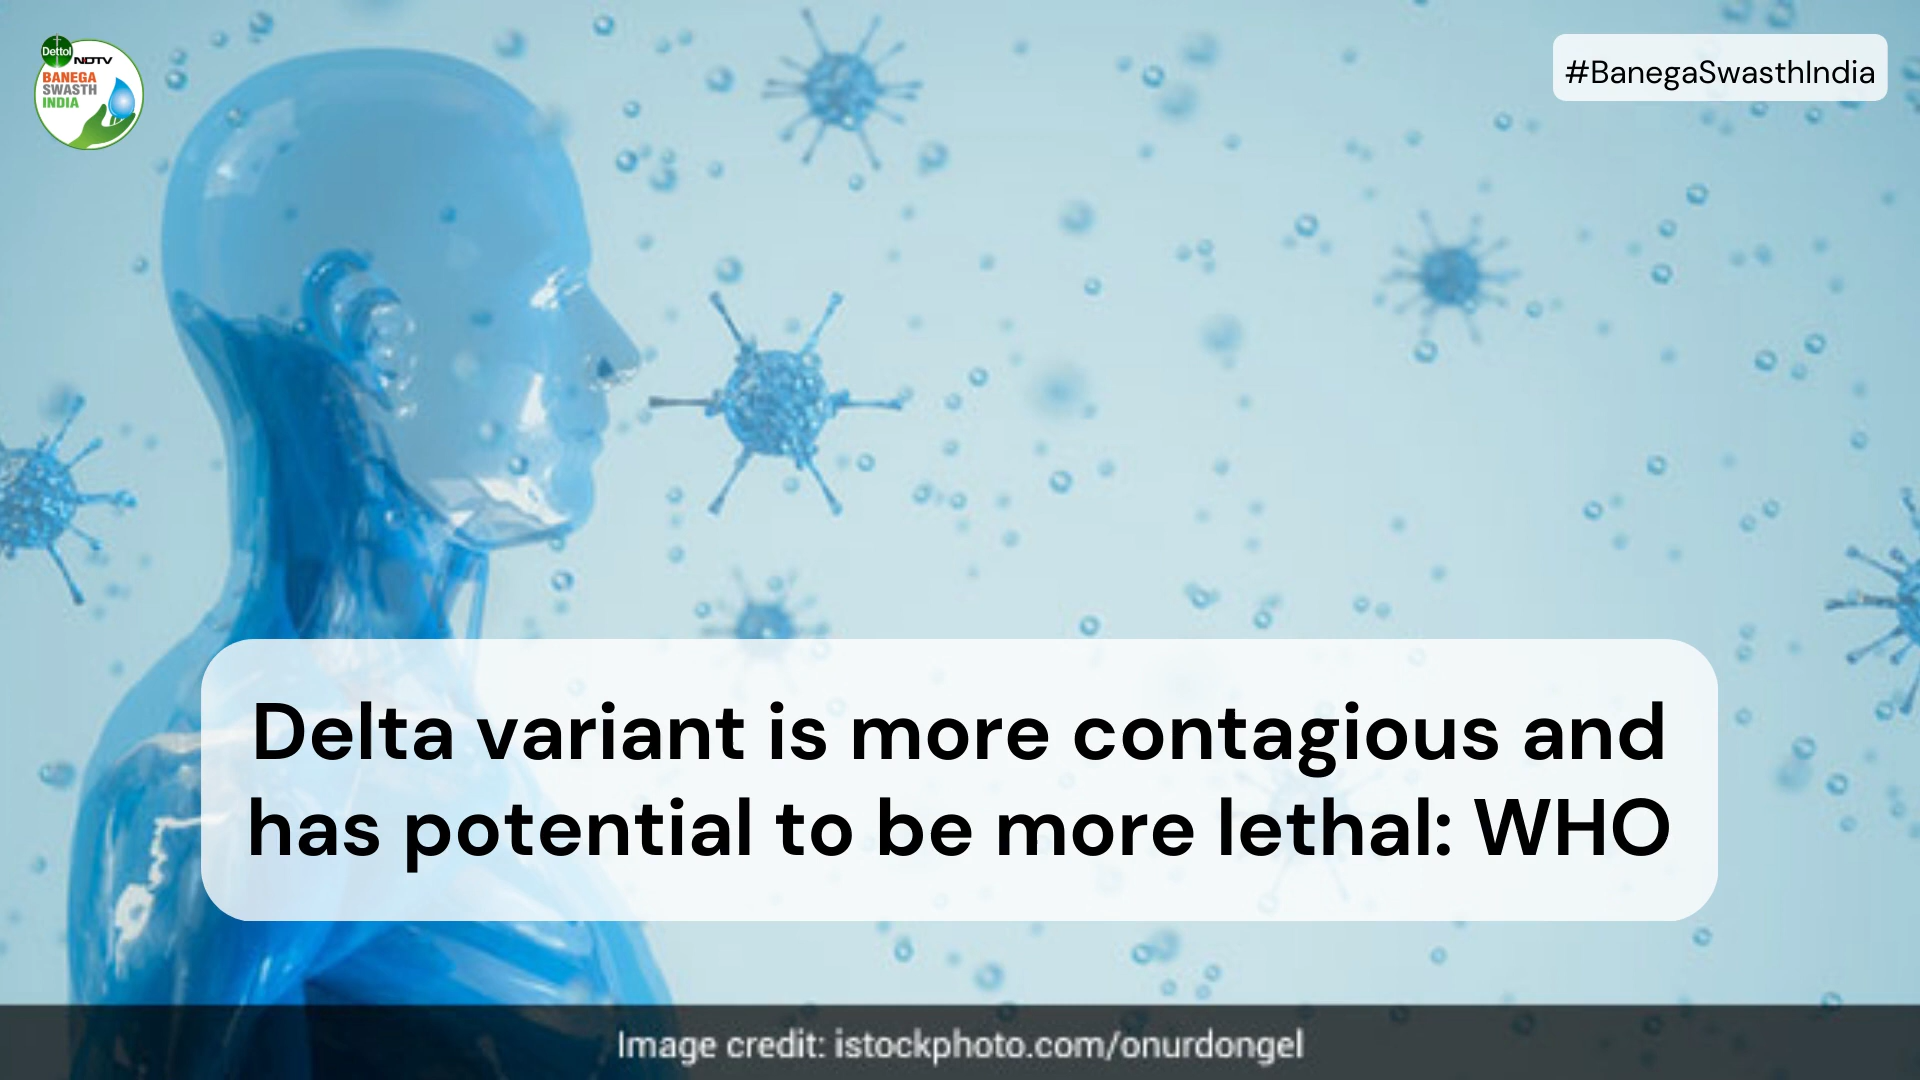 Dettol
NDTV
BANEGA
SWASTH
INDIA
#BanegaSwasthIndia
Delta variant is more contagious and
has potential to be more lethal: WHO
Image credit: istockphoto.com/onurdongel